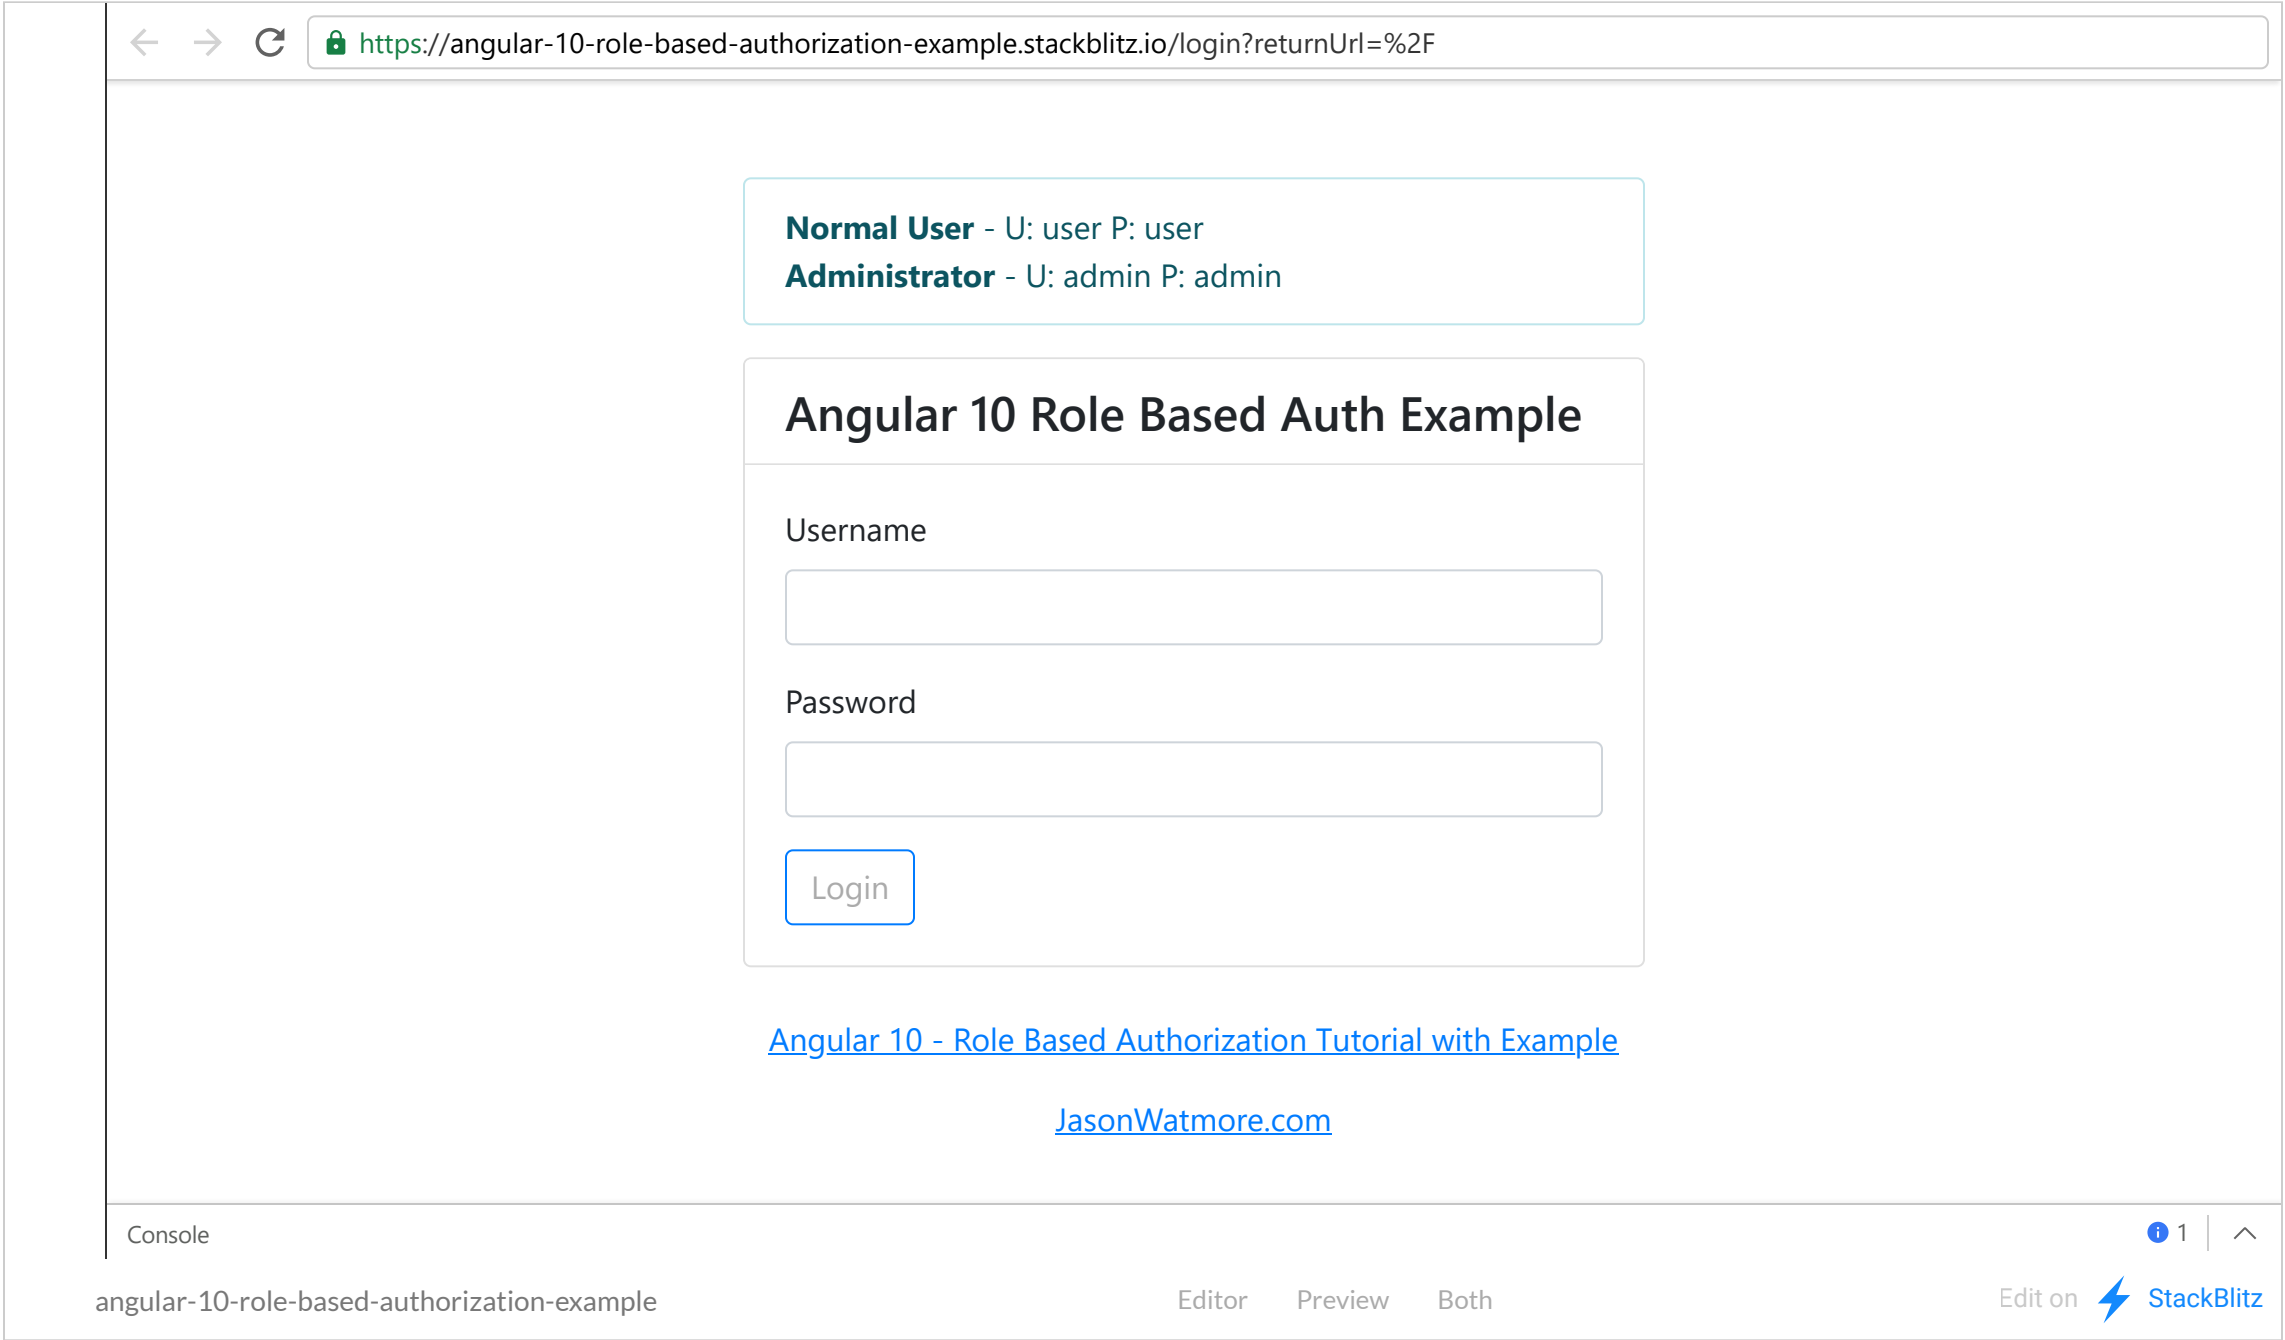 https://angular-10-role-based-authorization-example.stackblitz.io/login?returnUrl=%2F
Normal User - U: user P: user
Administrator - U: admin P: admin
Angular 10 Role Based Auth Example
Username
Password
Login
Angular 10 - Role Based Authorization Tutorial with Example
JasonWatmore.com
Console 1
angular-10-role-based-authorization-example Editor Preview Both Edit on StackBlitz